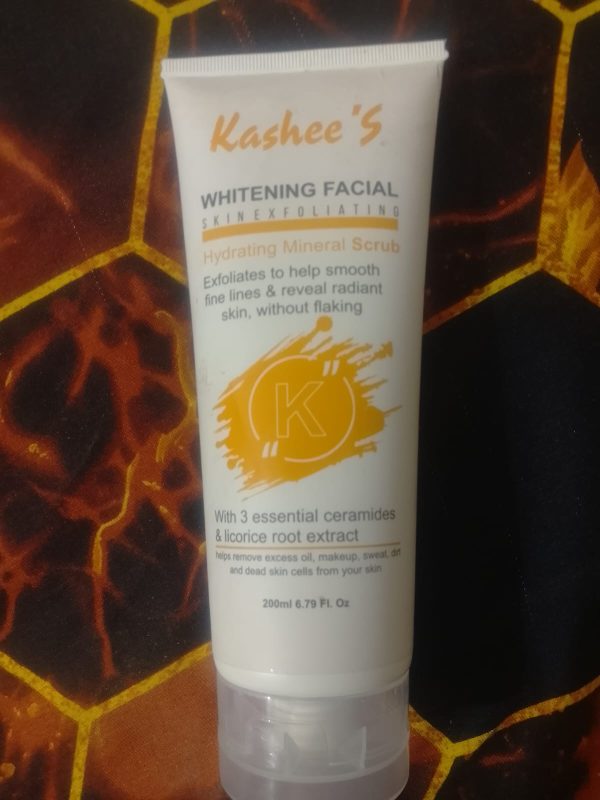 Kashee'S
WHITENING FACIAL
SKINEXFOLIATING
Hydrating Mineral Scrub
Exfoliates to help smooth
fine lines & reveal radiant
skin, without flaking
K
With 3 essential ceramides
& licorice root extract
helps remove excess oil, makeup, sweat, dirt
and dead skin cells from your skin
200ml 6.79 Fl. Oz